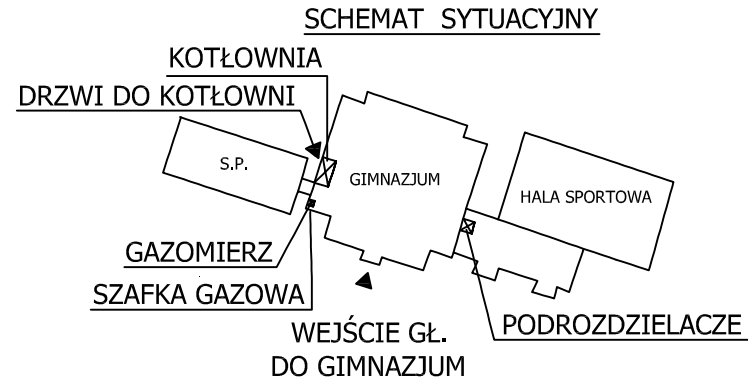 SCHEMAT SYTUACYJNY
KOTŁOWNIA
DRZWI DO KOTŁOWNI
S.P.
GIMNAZJUM
HALA SPORTOWA
GAZOMIERZ
SZAFKA GAZOWA
PODROZDZIELACZE
WEJŚCIE GŁ.
DO GIMNAZJUM